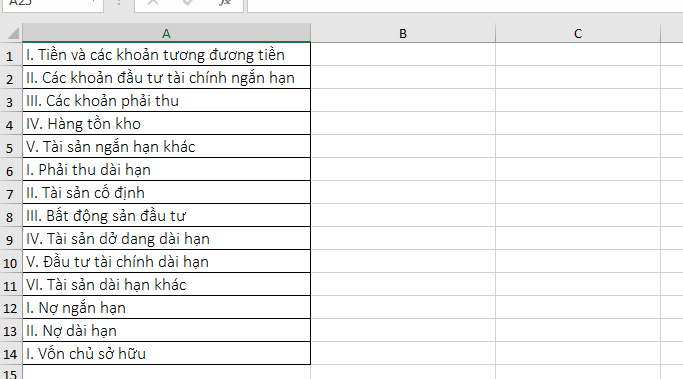 A25
fx
A B C
1 I. Tiền và các khoản tương đương tiền
2 II. Các khoản đầu tư tài chính ngắn hạn
3 III. Các khoản phải thu
4 IV. Hàng tồn kho
5 V. Tài sản ngắn hạn khác
6 I. Phải thu dài hạn
7 II. Tài sản cố định
8 III. Bất động sản đầu tư
9 IV. Tài sản dở dang dài hạn
10 V. Đầu tư tài chính dài hạn
11 VI. Tài sản dài hạn khác
12 I. Nợ ngắn hạn
13 II. Nợ dài hạn
14 I. Vốn chủ sở hữu
15